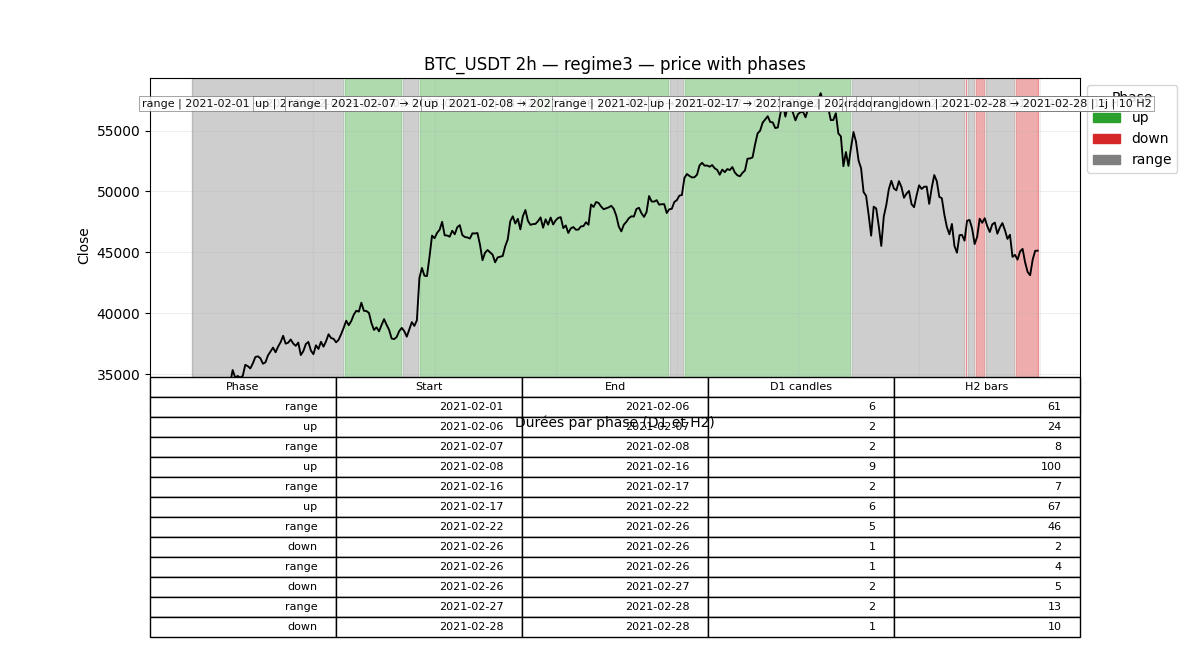 BTC_USDT 2h — regime3 — price with phases
range | 2021-02-01
up | 2
range | 2021-02-07 → 2
up | 2021-02-08 → 202
range | 2021-02-
up | 2021-02-17 → 202
range | 202
down | 2021-02-28 → 2021-02-28 | 1j | 10 H2
Phase
up
down
range
Close
55000
50000
45000
40000
35000
Durées par phase (D1 et H2)
Phase Start End D1 candles H2 bars
range 2021-02-01 2021-02-06 6 61
up 2021-02-06 2021-02-07 2 24
range 2021-02-07 2021-02-08 2 8
up 2021-02-08 2021-02-16 9 100
range 2021-02-16 2021-02-17 2 7
up 2021-02-17 2021-02-22 6 67
range 2021-02-22 2021-02-26 5 46
down 2021-02-26 2021-02-26 1 2
range 2021-02-26 2021-02-26 1 4
down 2021-02-26 2021-02-27 2 5
range 2021-02-27 2021-02-28 2 13
down 2021-02-28 2021-02-28 1 10